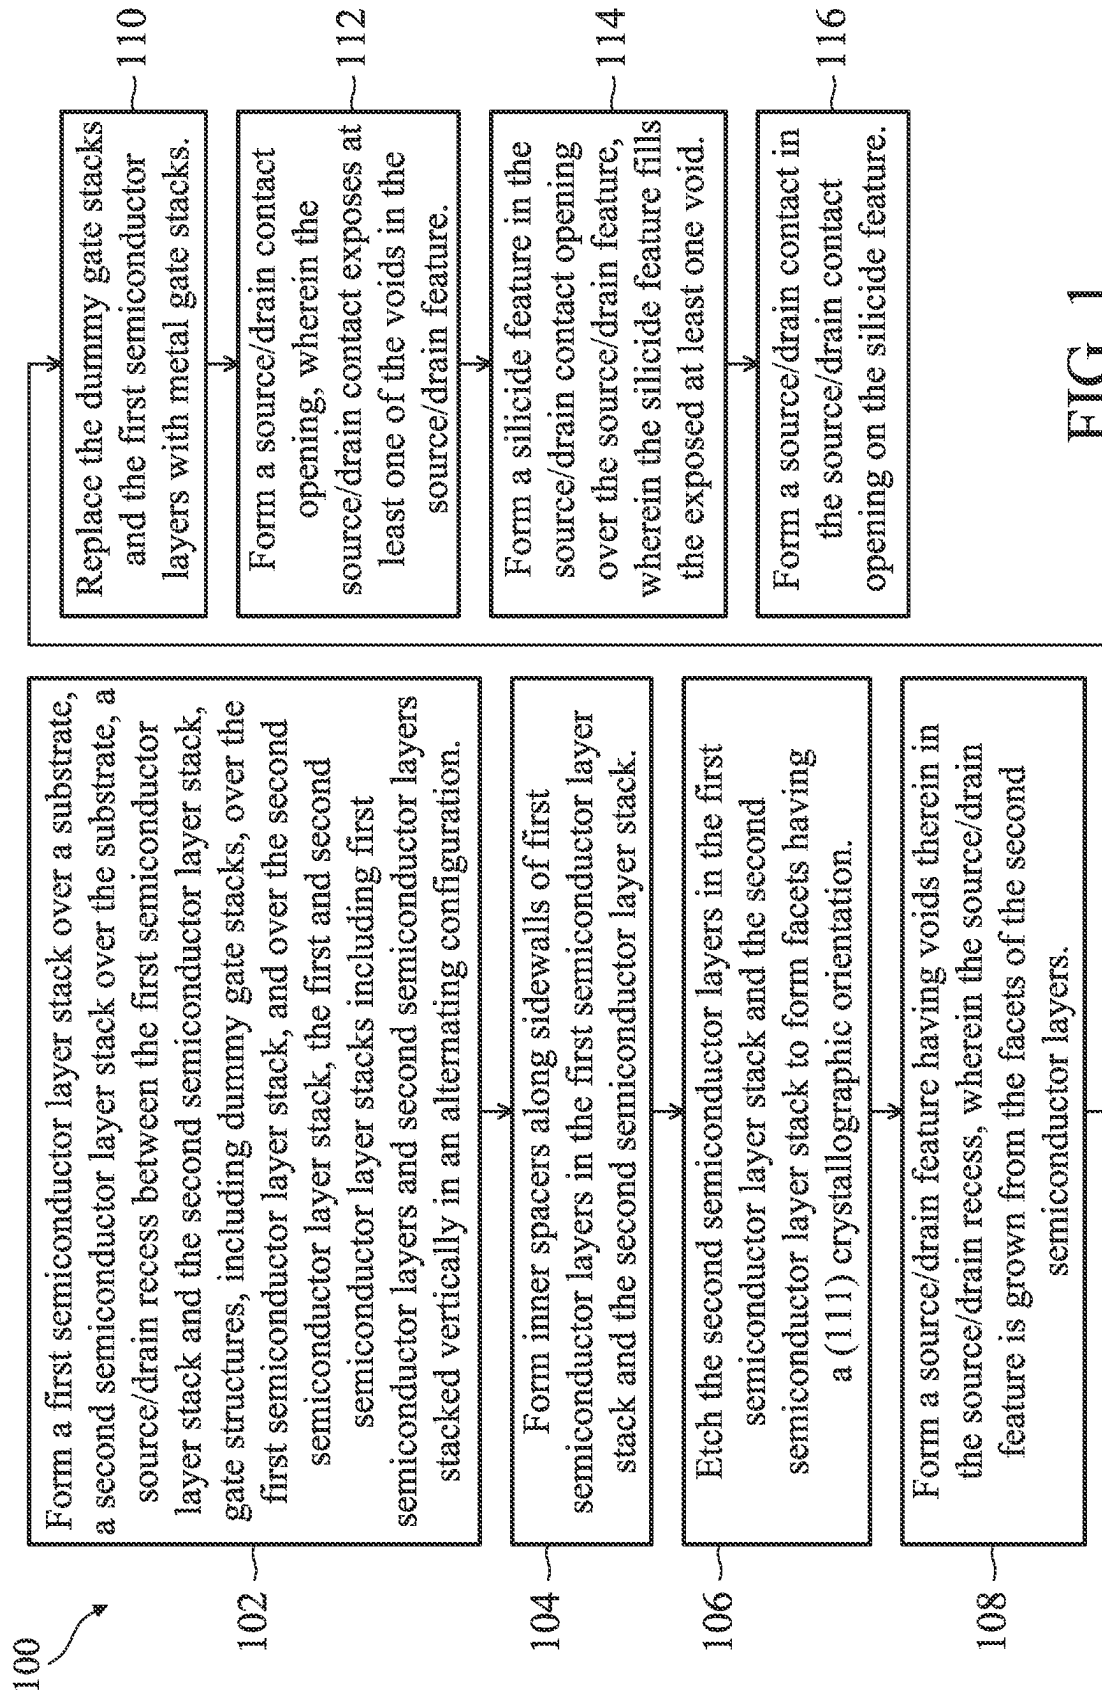 100
102
Form a first semiconductor layer stack over a substrate,
a second semiconductor layer stack over the substrate, a
source/drain recess between the first semiconductor
layer stack and the second semiconductor layer stack,
gate structures, including dummy gate stacks, over the
first semiconductor layer stack, and over the second
semiconductor layer stack, the first and second
semiconductor layer stacks including first
semiconductor layers and second semiconductor layers
stacked vertically in an alternating configuration.
104
Form inner spacers along sidewalls of first
semiconductor layers in the first semiconductor layer
stack and the second semiconductor layer stack.
106
Etch the second semiconductor layers in the first
semiconductor layer stack and the second
semiconductor layer stack to form facets having
a (11) crystallographic orientation.
108
Form a source/drain feature having voids therein in
the source/drain recess, wherein the source/drain
feature is grown from the facets of the second
semiconductor layers.
110
Replace the dummy gate stacks
and the first semiconductor
layers with metal gate stacks.
112
Form a source/drain contact
opening, wherein the
source/drain contact exposes at
least one of the voids in the
source/drain feature.
114
Form a silicide feature in the
source/drain contact opening
over the source/drain feature,
wherein the silicide feature fills
the exposed at least one void.
116
Form a source/drain contact in
the source/drain contact
opening on the silicide feature.
FIG. 1